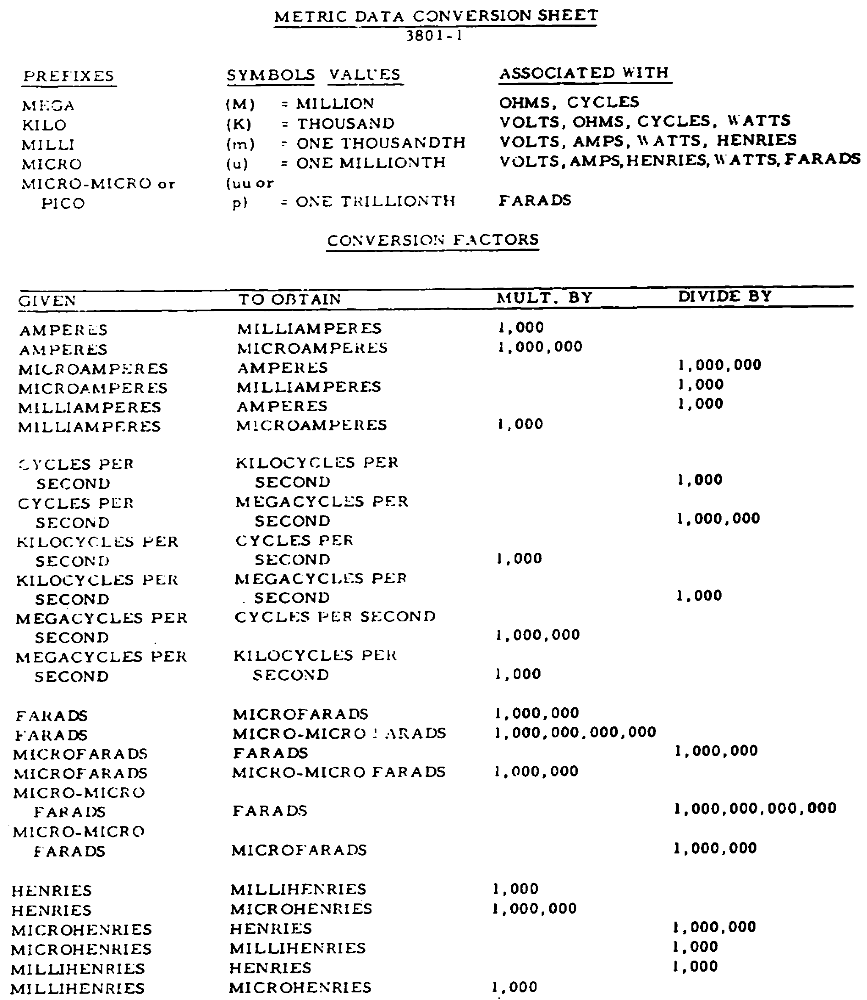 METRIC DATA CONVERSION SHEET
3801-1
PREFIXES SYMBOLS VALUES ASSOCIATED WITH
MEGA (M) = MILLION OHMS, CYCLES
KILO (K) = THOUSAND VOLTS, OHMS, CYCLES, WATTS
MILLI (m) = ONE THOUSANDTH VOLTS, AMPS, WATTS, HENRIES
MICRO (u) = ONE MILLIONTH VOLTS, AMPS, HENRIES, WATTS, FARADS
MICRO-MICRO or (uu or
PICO p) = ONE TRILLIONTH FARADS
CONVERSION FACTORS
GIVEN TO OBTAIN MULT. BY DIVIDE BY
AMPERES MILLIAMPERES 1,000
AMPERES MICROAMPERES 1,000,000
MICROAMPERES AMPERES 1,000,000
MICROAMPERES MILLIAMPERES 1,000
MILLIAMPERES AMPERES 1,000
MILLIAMPERES MICROAMPERES 1,000
CYCLES PER KILOCYCLES PER
SECOND SECOND 1,000
CYCLES PER MEGACYCLES PER
SECOND SECOND 1,000,000
KILOCYCLES PER CYCLES PER
SECOND SECOND 1,000
KILOCYCLES PER MEGACYCLES PER
SECOND SECOND 1,000
MEGACYCLES PER CYCLES PER SECOND
SECOND 1,000,000
MEGACYCLES PER KILOCYCLES PER
SECOND SECOND 1,000
FARADS MICROFARADS 1,000,000
FARADS MICRO-MICRO FARADS 1,000,000,000,000
MICROFARADS FARADS 1,000,000
MICROFARADS MICRO-MICRO FARADS 1,000,000
MICRO-MICRO
FARADS FARADS 1,000,000,000,000
MICRO-MICRO
FARADS MICROFARADS 1,000,000
HENRIES MILLIHENRIES 1,000
HENRIES MICROHENRIES 1,000,000
MICROHENRIES HENRIES 1,000,000
MICROHENRIES MILLIHENRIES 1,000
MILLIHENRIES HENRIES 1,000
MILLIHENRIES MICROHENRIES 1,000